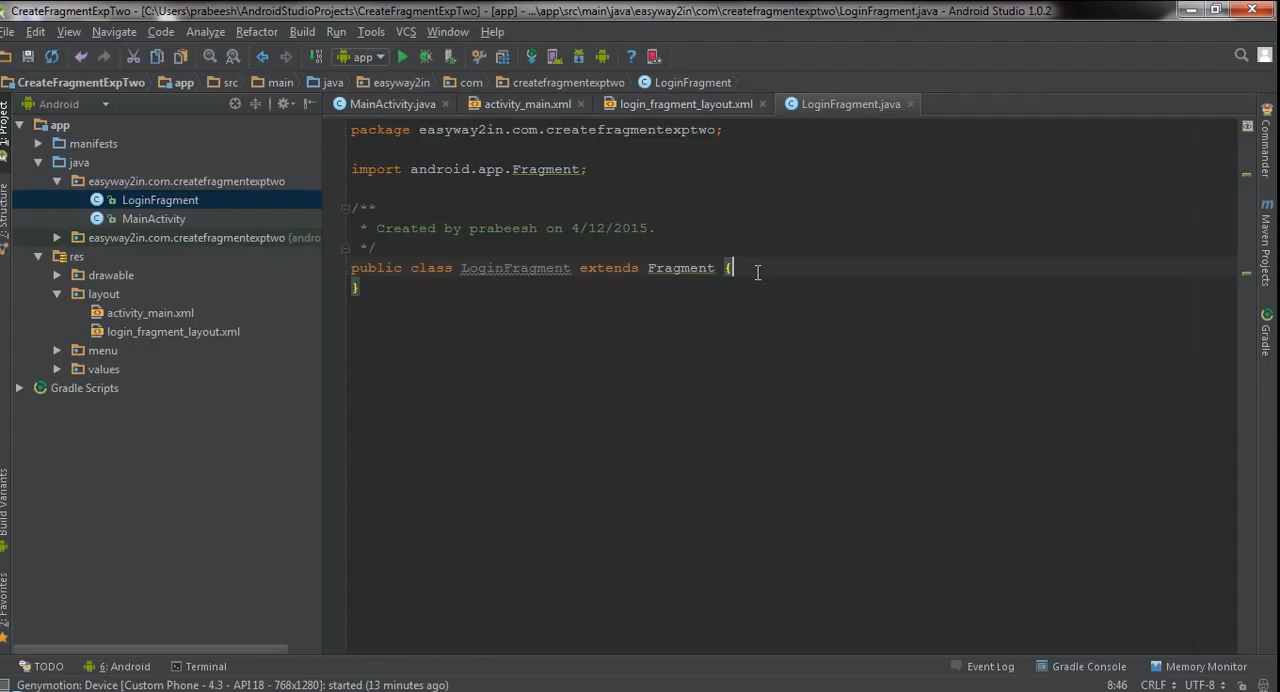 CreateFragmentExpTwo - [C:\Users\prabeesh\AndroidStudioProjects\CreateFragmentExpTwo] - [app] - ...\app\src\main\java\easyway2in\com\createfragmentexptwo\LoginFragment.java - Android Studio 1.0.2
File Edit View Navigate Code Analyze Refactor Build Run Tools VCS Window Help
app
CreateFragmentExpTwo app src main java easyway2in com createfragmentexptwo LoginFragment
Android
MainActivity.java activity_main.xml login_fragment_layout.xml LoginFragment.java
1: Project
Structure
Build Variants
2: Favorites
app
manifests
java
easyway2in.com.createfragmentexptwo
LoginFragment
MainActivity
easyway2in.com.createfragmentexptwo (andro
res
drawable
layout
activity_main.xml
login_fragment_layout.xml
menu
values
Gradle Scripts
package easyway2in.com.createfragmentexptwo;
import android.app.Fragment;
/**
* Created by prabeesh on 4/12/2015.
*/
public class LoginFragment extends Fragment {
}
Commander
m
Maven Projects
Gradle
TODO 6: Android Terminal Event Log Gradle Console Memory Monitor
Genymotion: Device [Custom Phone - 4.3 - API 18 - 768x1280]: started (13 minutes ago) 8:46 CRLF UTF-8